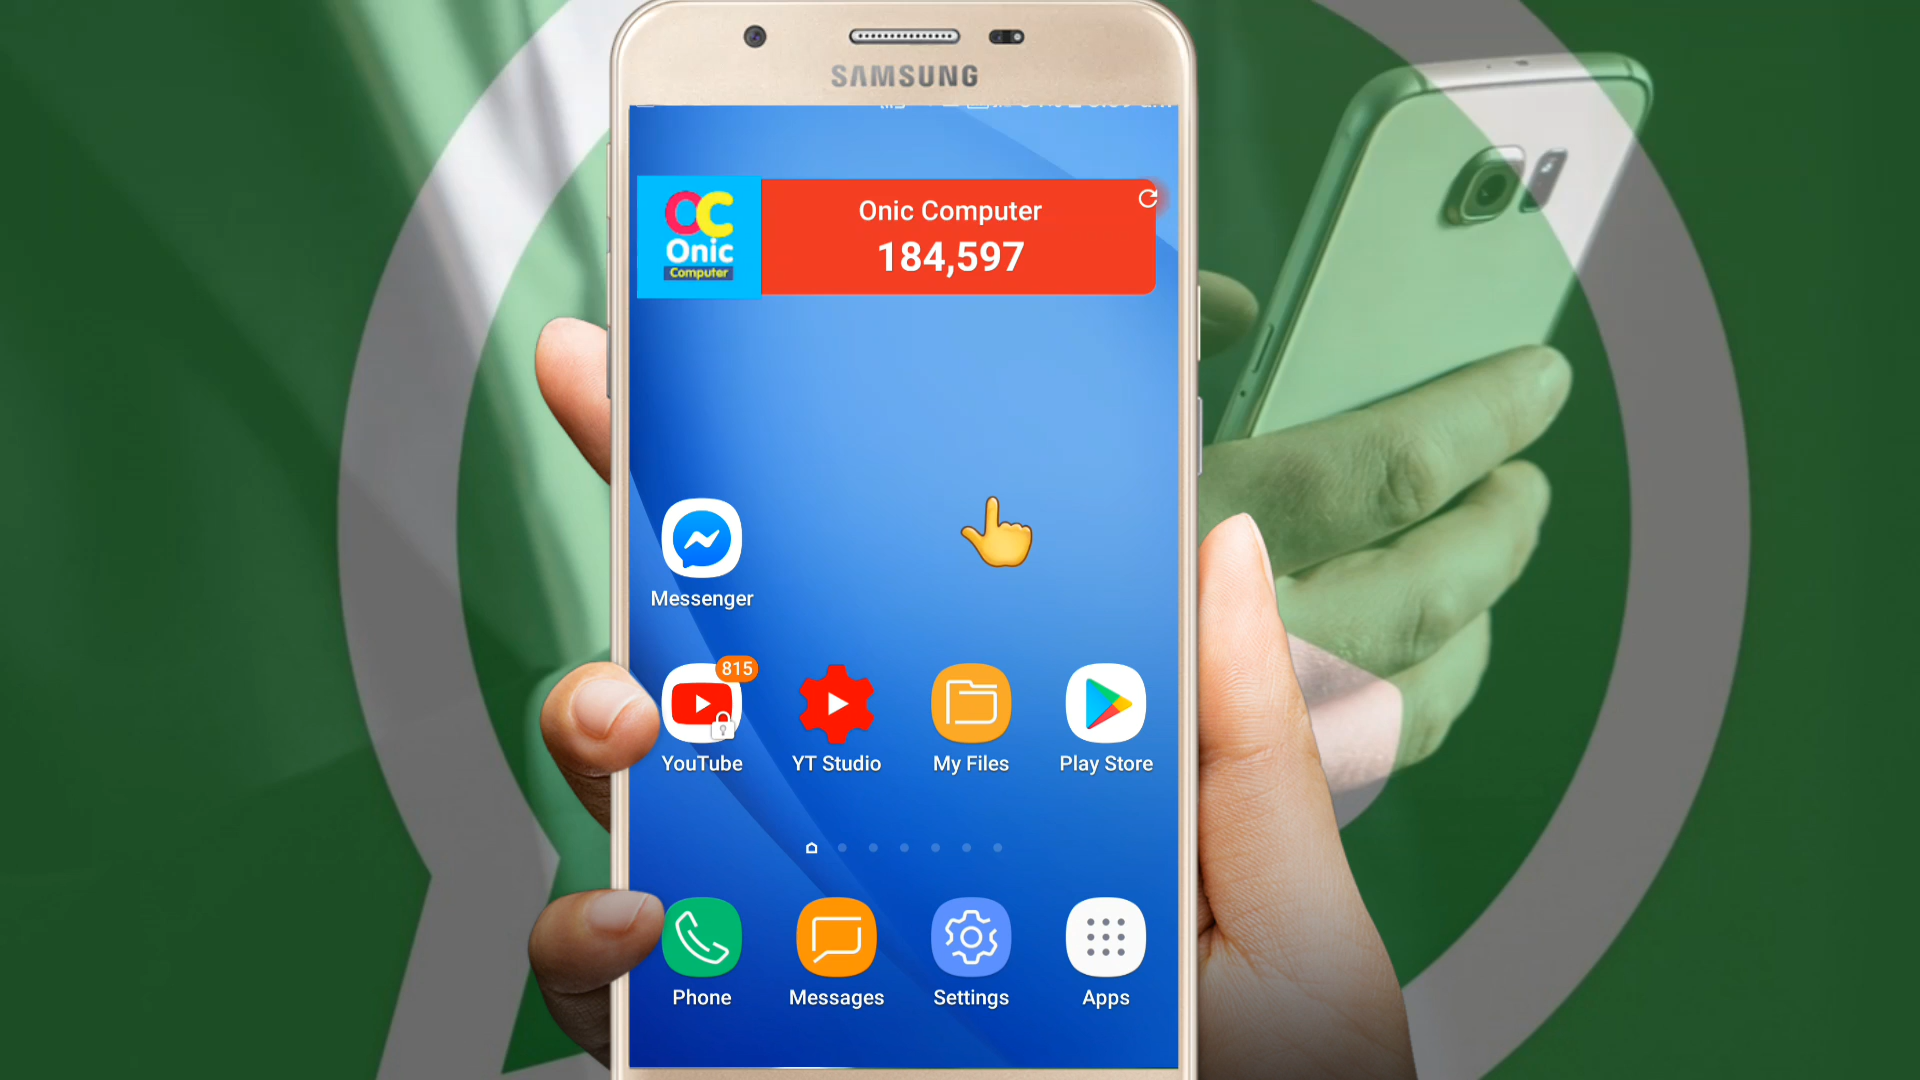 SAMSUNG
OC
Onic
Computer
Onic Computer
184,597
Messenger
815
YouTube
YT Studio
My Files
Play Store
Phone
Messages
Settings
Apps